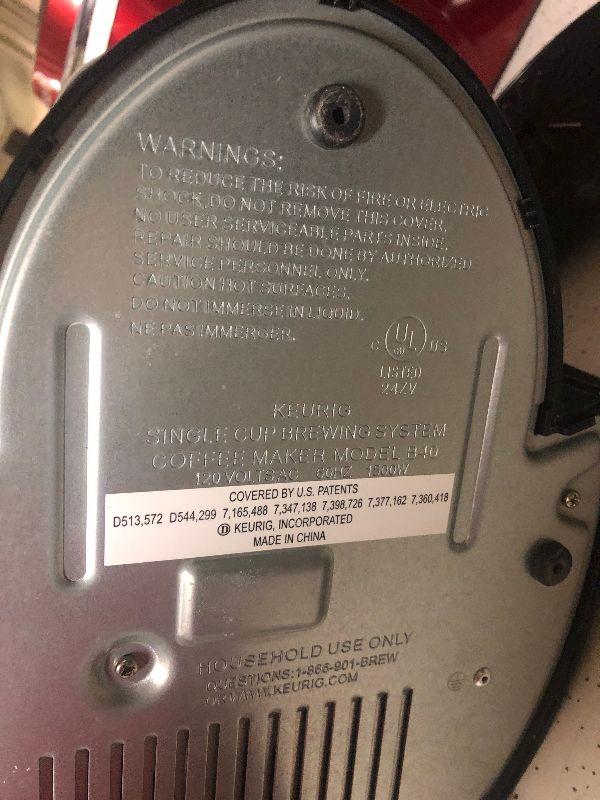 WARNINGS:
TO REDUCE THE RISK OF FIRE OR ELECTRIC
SHOCK, DO NOT REMOVE THIS COVER.
NO USER SERVICEABLE PARTS INSIDE.
REPAIR SHOULD BE DONE BY AUTHORIZED
SERVICE PERSONNEL ONLY.
CAUTION HOT SURFACES.
DO NOT IMMERSE IN LIQUID.
NE PAS IMMERGER.
C UL US
LISTED
24ZV
KEURIG
SINGLE CUP BREWING SYSTEM
COFFEE MAKER MODEL B40
120 VOLTS AC 60HZ 1500W
COVERED BY U.S. PATENTS
D513,572 D544,299 7,165,488 7,347,138 7,398,726 7,377,162 7,360,418
D KEURIG, INCORPORATED
MADE IN CHINA
HOUSEHOLD USE ONLY
QUESTIONS: 1-866-901-BREW
OR WWW.KEURIG.COM